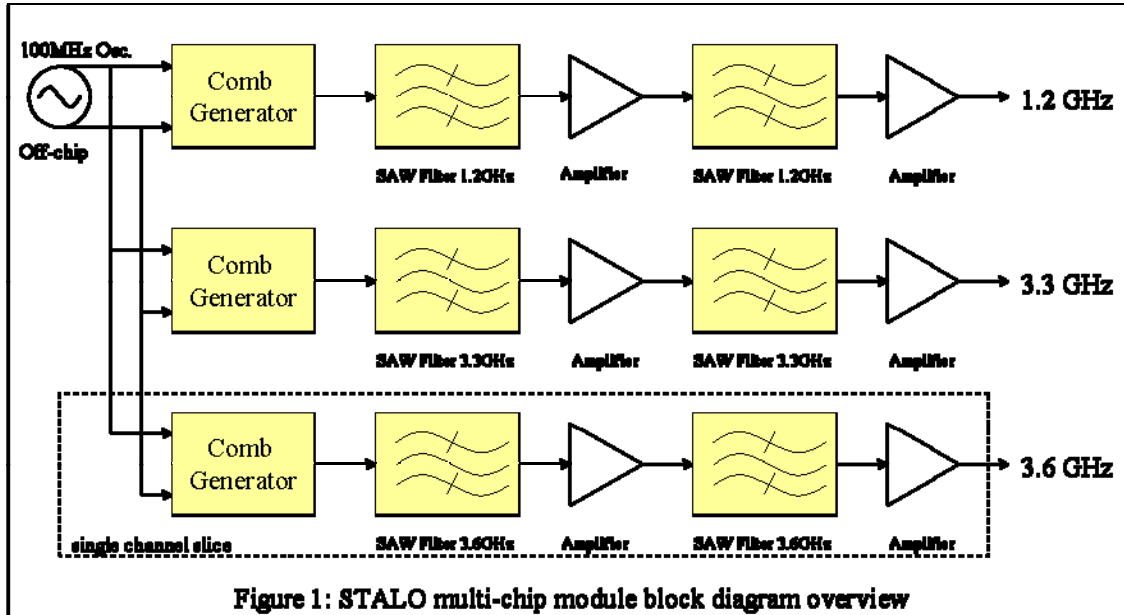 100MHz Osc.
Off-chip
Comb
Generator
SAW Filter 1.2GHz
Amplifier
SAW Filter 1.2GHz
Amplifier
1.2 GHz
Comb
Generator
SAW Filter 3.3GHz
Amplifier
SAW Filter 3.3GHz
Amplifier
3.3 GHz
Comb
Generator
SAW Filter 3.6GHz
Amplifier
SAW Filter 3.6GHz
Amplifier
3.6 GHz
single channel slice
Figure 1: STALO multi-chip module block diagram overview